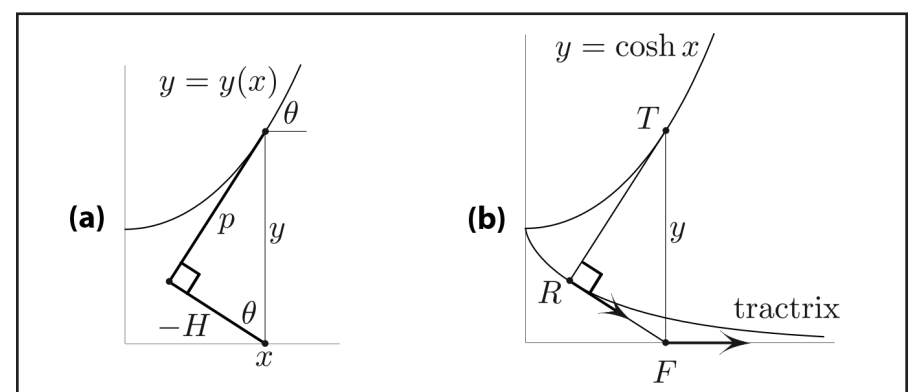 (a)
y = y(x)
θ
p
y
θ
−H
x
(b)
y = cosh x
T
y
R
tractrix
F